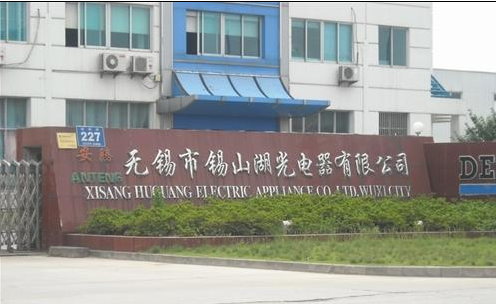 227
安腾
ANTENG
无锡市锡山湖光电器有限公司
XISANG HUGUANG ELECTRIC APPLIANCE CO.,LTD.WUXI CITY
DE